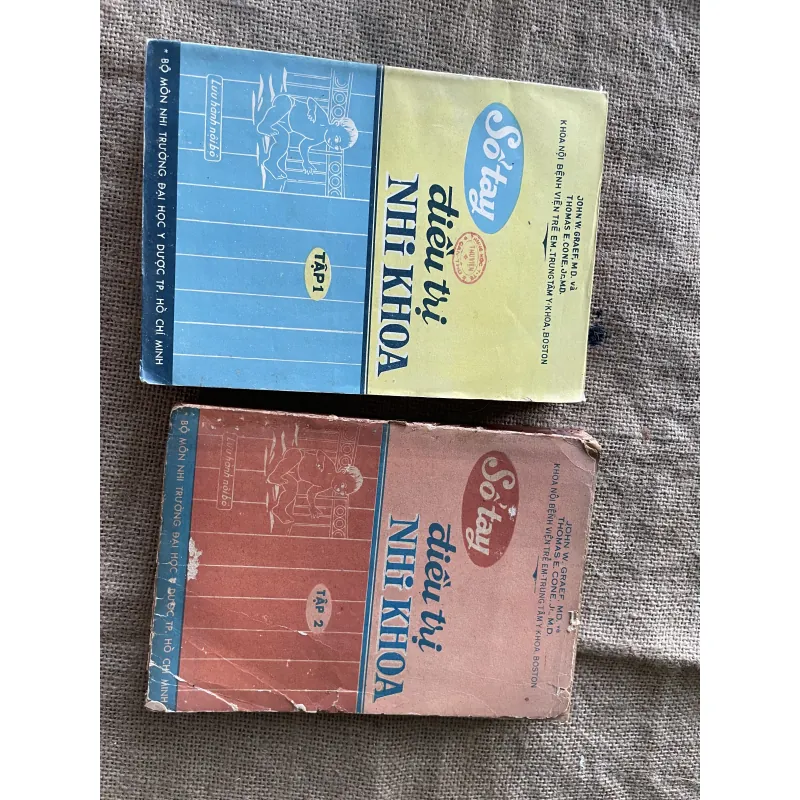 JOHN W. GRAEF, M.D. và
THOMAS E. CONE, Jr., M.D.
KHOA NỘI BỆNH VIỆN TRẺ EM _ TRUNG TÂM Y-KHOA, BOSTON
Sổ tay
điều trị
NHi KHOA
THUYÊN
TẬP 1
Lưu hành nội bộ
* BỘ MÔN NHI TRƯỜNG ĐẠI HỌC Y DƯỢC TP. HỒ CHÍ MINH
JOHN W. GRAEF, MD. và
THOMAS E. CONE, Jr., M.D
KHOA NỘI BỆNH VIỆN TRẺ EM-TRUNG TÂM Y KHOA, BOSTON
Sổ tay
điều trị
NHi KHOA
TẬP 2
Lưu hành nội bộ
* BỘ MÔN NHI TRƯỜNG ĐẠI HỌC Y DƯỢC TP. HỒ CHÍ MINH